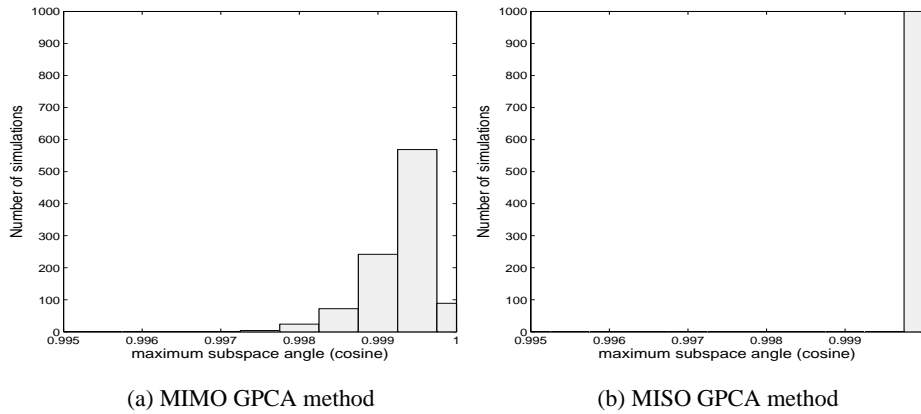 1000
900
800
700
600
500
400
300
200
100
0
Number of simulations
0.995 0.996 0.997 0.998 0.999 1
maximum subspace angle (cosine)
(a) MIMO GPCA method
1000
900
800
700
600
500
400
300
200
100
0
Number of simulations
0.995 0.996 0.997 0.998 0.999
maximum subspace angle (cosine)
(b) MISO GPCA method